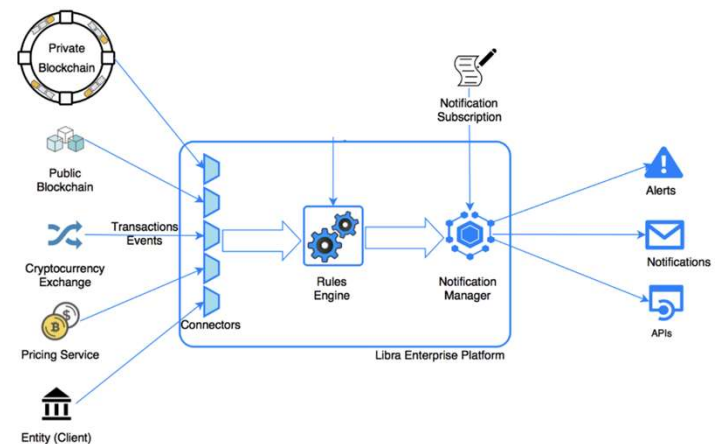 Private
Blockchain
Notification
Subscription
Public
Blockchain
Alerts
Transactions
Events
Cryptocurrency
Exchange
Notifications
Rules
Engine
Notification
Manager
Connectors
Pricing Service
APIs
Libra Enterprise Platform
Entity (Client)